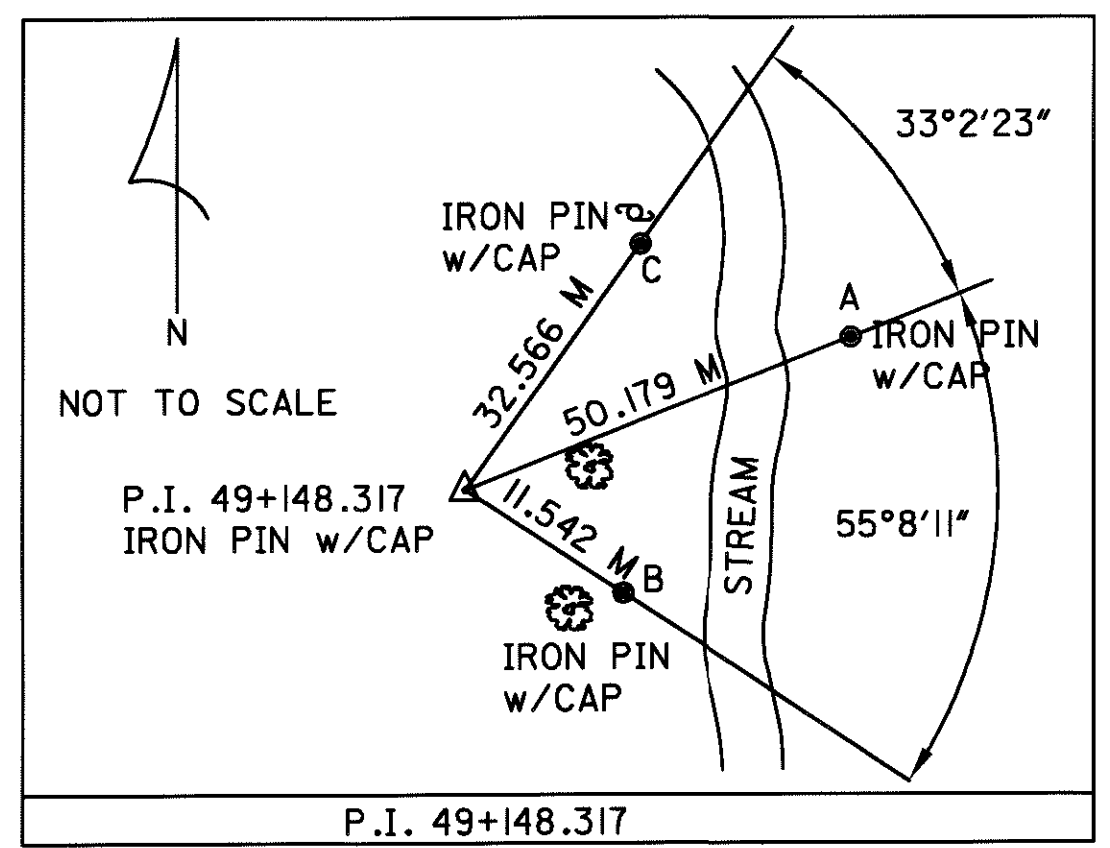 33°2'23"
IRON PIN
w/CAP
C
A
N
32.566 M
IRON PIN
w/CAP
50.179 M
NOT TO SCALE
P.I. 49+148.317
IRON PIN w/CAP
11.542 M
55°8'11"
STREAM
B
IRON PIN
w/CAP
P.I. 49+148.317